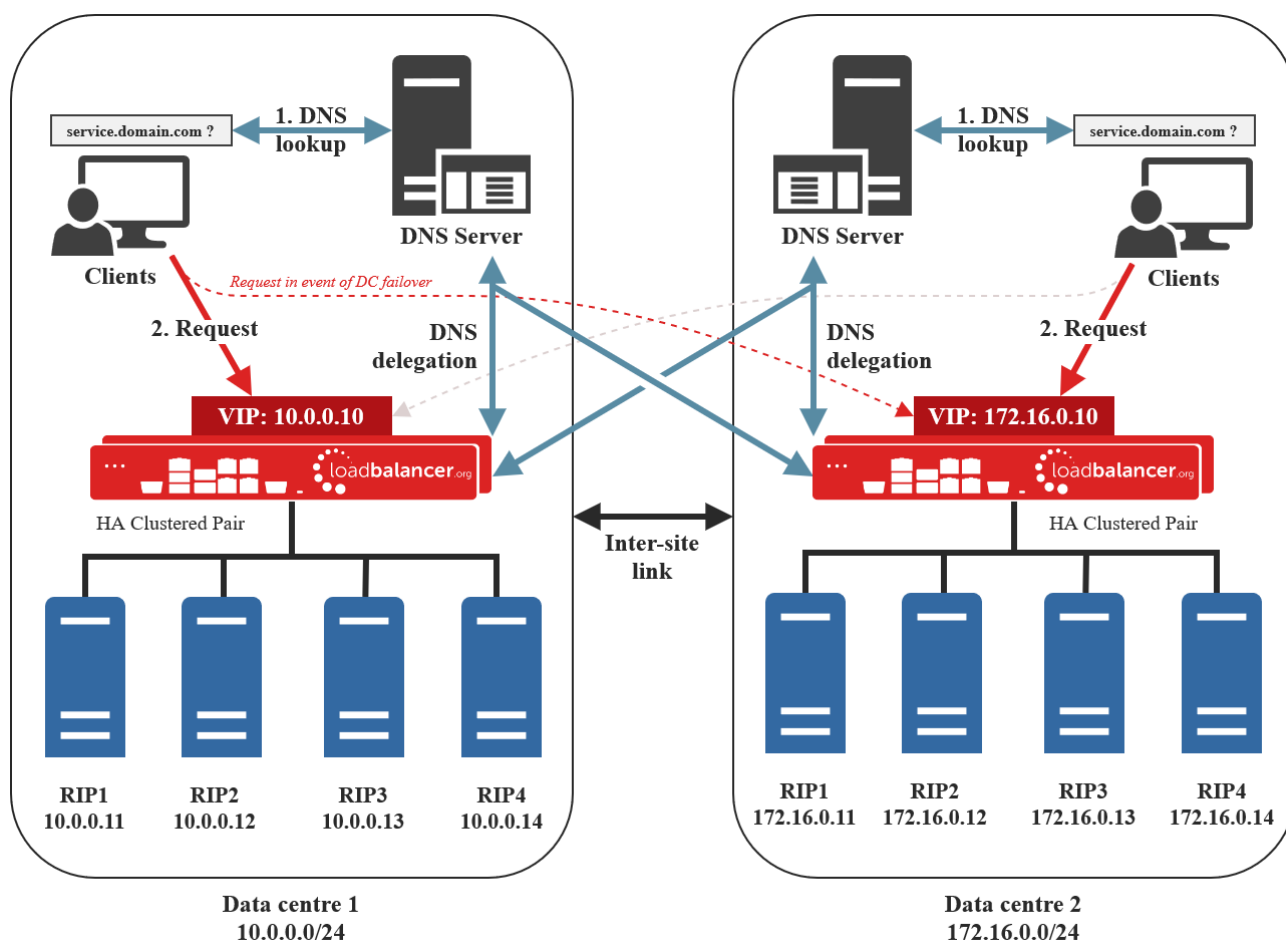 service.domain.com ?
1. DNS
lookup
DNS Server
Clients
Request in event of DC failover
2. Request
DNS
delegation
VIP: 10.0.0.10
loadbalancer.org
HA Clustered Pair
RIP1
10.0.0.11
RIP2
10.0.0.12
RIP3
10.0.0.13
RIP4
10.0.0.14
Data centre 1
10.0.0.0/24
Inter-site
link
1. DNS
lookup
service.domain.com ?
DNS Server
Clients
2. Request
DNS
delegation
VIP: 172.16.0.10
loadbalancer.org
HA Clustered Pair
RIP1
172.16.0.11
RIP2
172.16.0.12
RIP3
172.16.0.13
RIP4
172.16.0.14
Data centre 2
172.16.0.0/24